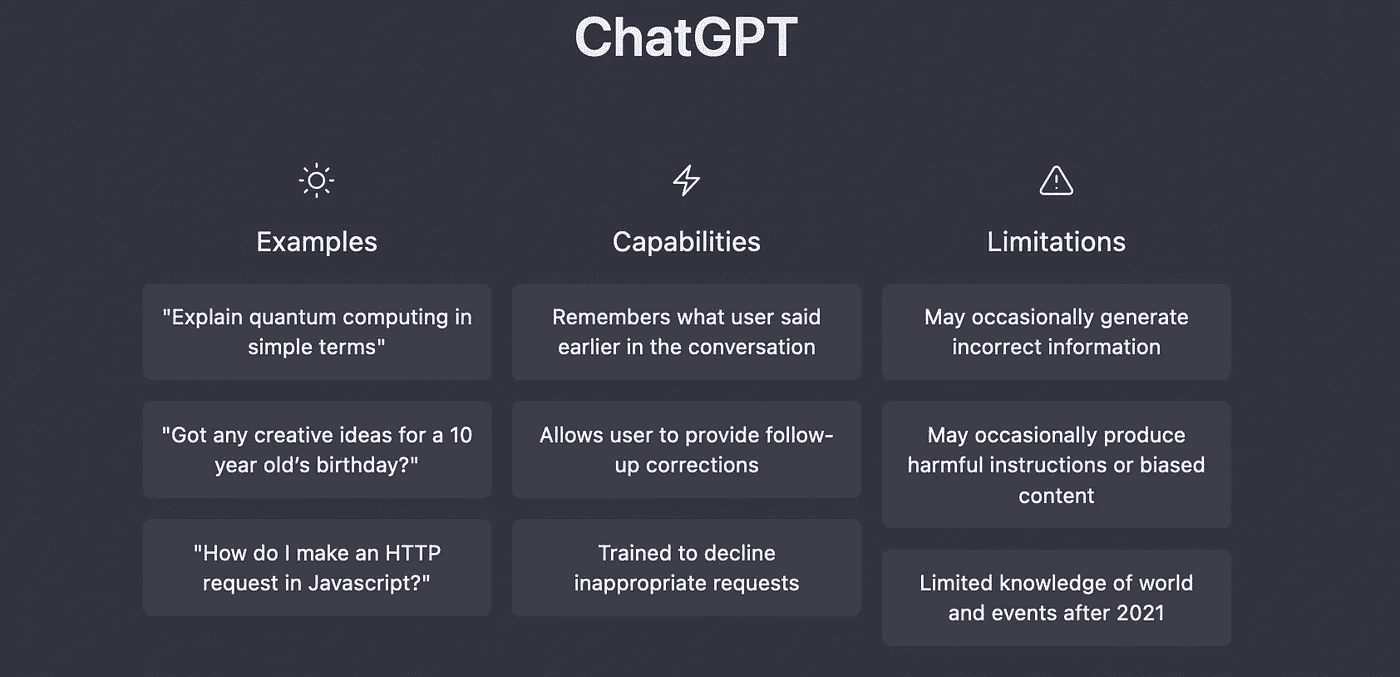 ChatGPT
Examples
"Explain quantum computing in
simple terms"
"Got any creative ideas for a 10
year old’s birthday?"
"How do I make an HTTP
request in Javascript?"
Capabilities
Remembers what user said
earlier in the conversation
Allows user to provide follow-
up corrections
Trained to decline
inappropriate requests
Limitations
May occasionally generate
incorrect information
May occasionally produce
harmful instructions or biased
content
Limited knowledge of world
and events after 2021